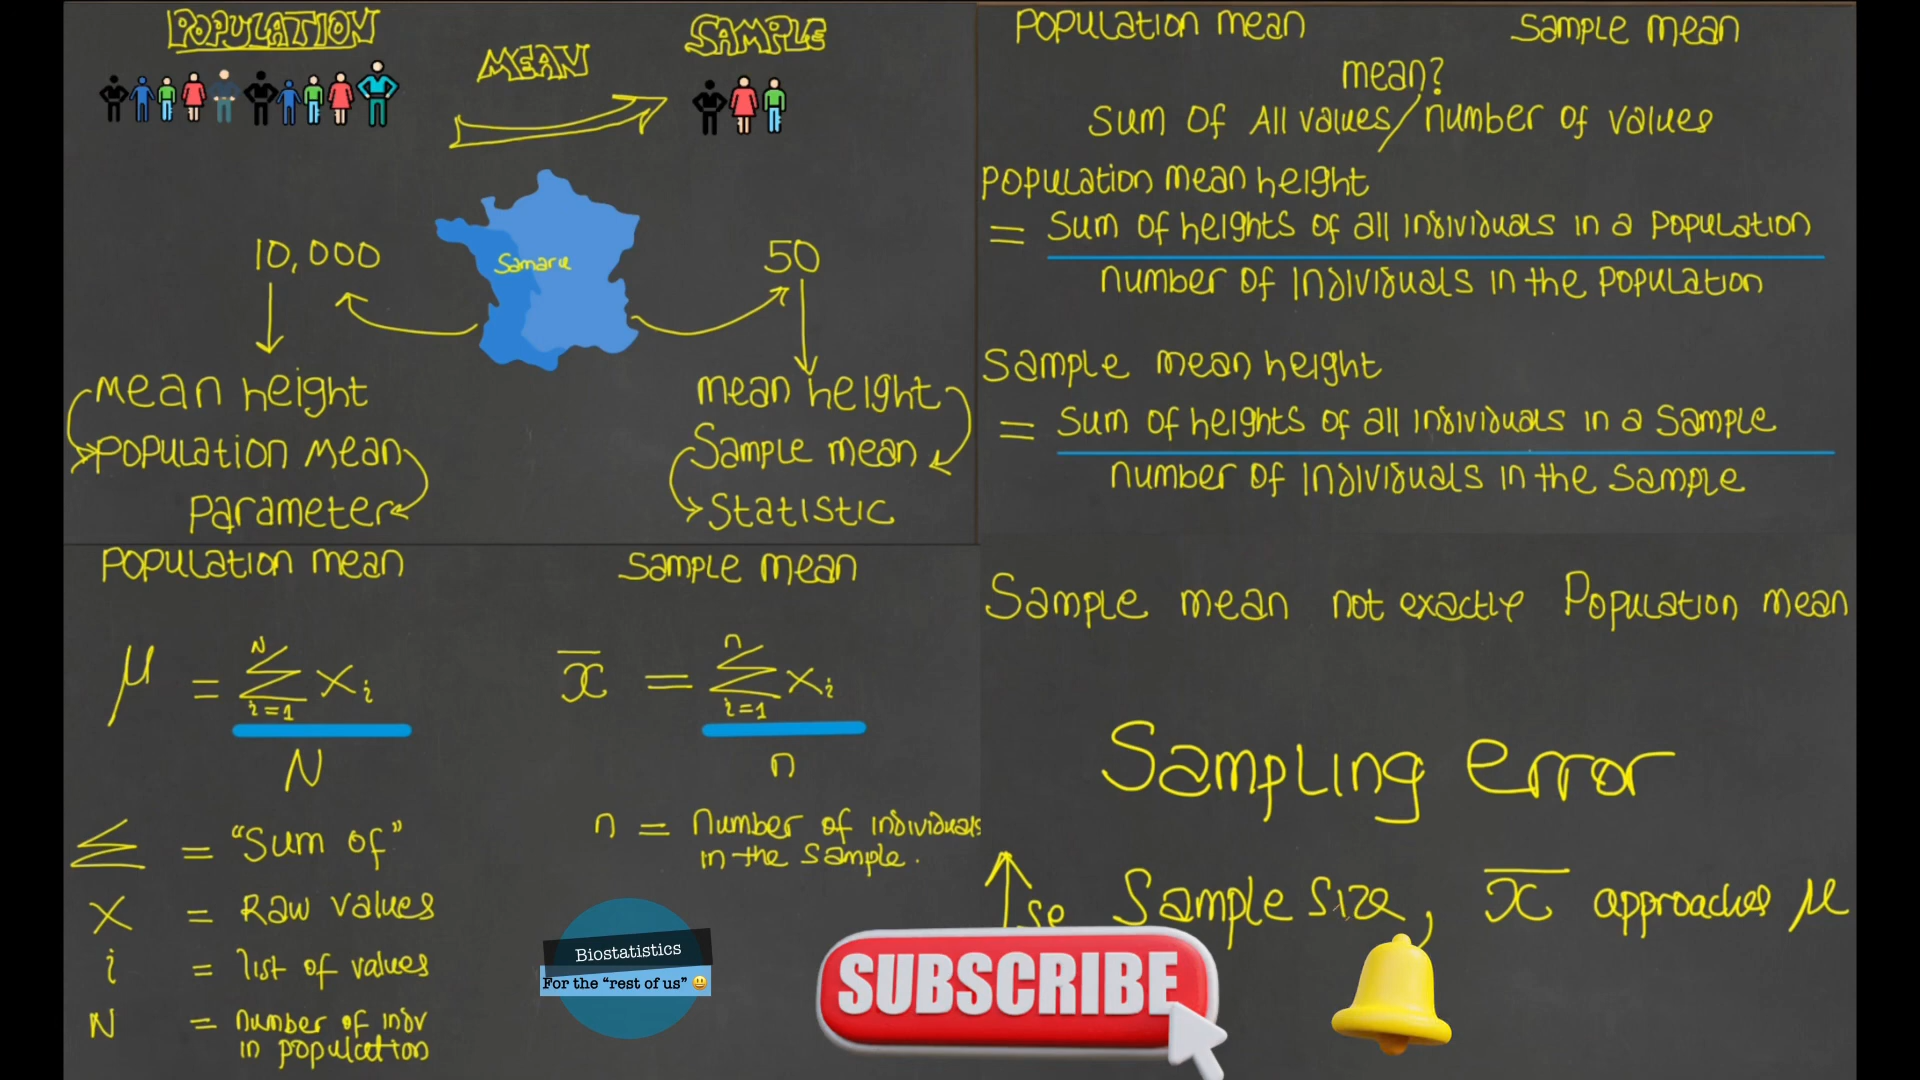 POPULATION
MEAN
SAMPLE
10,000
Samaru
50
Mean height
Population Mean
Parameter
mean height
Sample mean
Statistic
Population mean
Sample mean
mean?
Sum of All values/number of values
Population mean height
= Sum of heights of all individuals in a population
number of individuals in the population
Sample mean height
= Sum of heights of all individuals in a sample
number of individuals in the sample
Population mean
Sample mean
μ = N Σ i=1 xi
N
x̄ = n Σ i=1 xi
n
Σ = “Sum of”
X = Raw values
i = list of values
N = number of indv
in population
n = number of individuals
in the sample.
Biostatistics
For the “rest of us” 😃
Sample mean not exactly Population mean
Sampling error
↑se Sample size, x̄ approaches μ
SUBSCRIBE